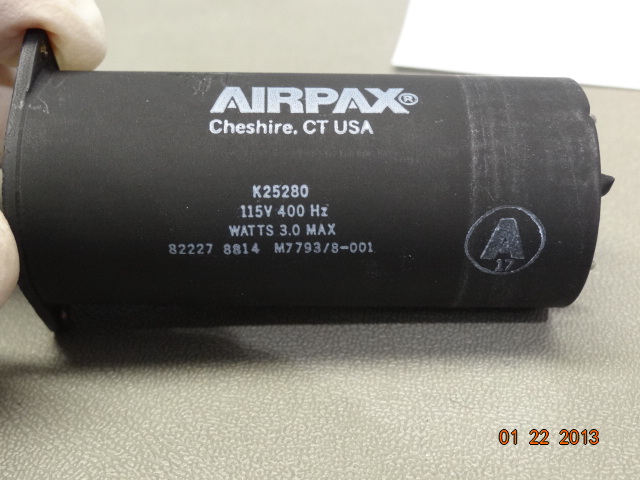 AIRPAX®
Cheshire, CT USA
K25280
115V 400 Hz
WATTS 3.0 MAX
82227 8814 M7793/8-001
A
17
01 22 2013